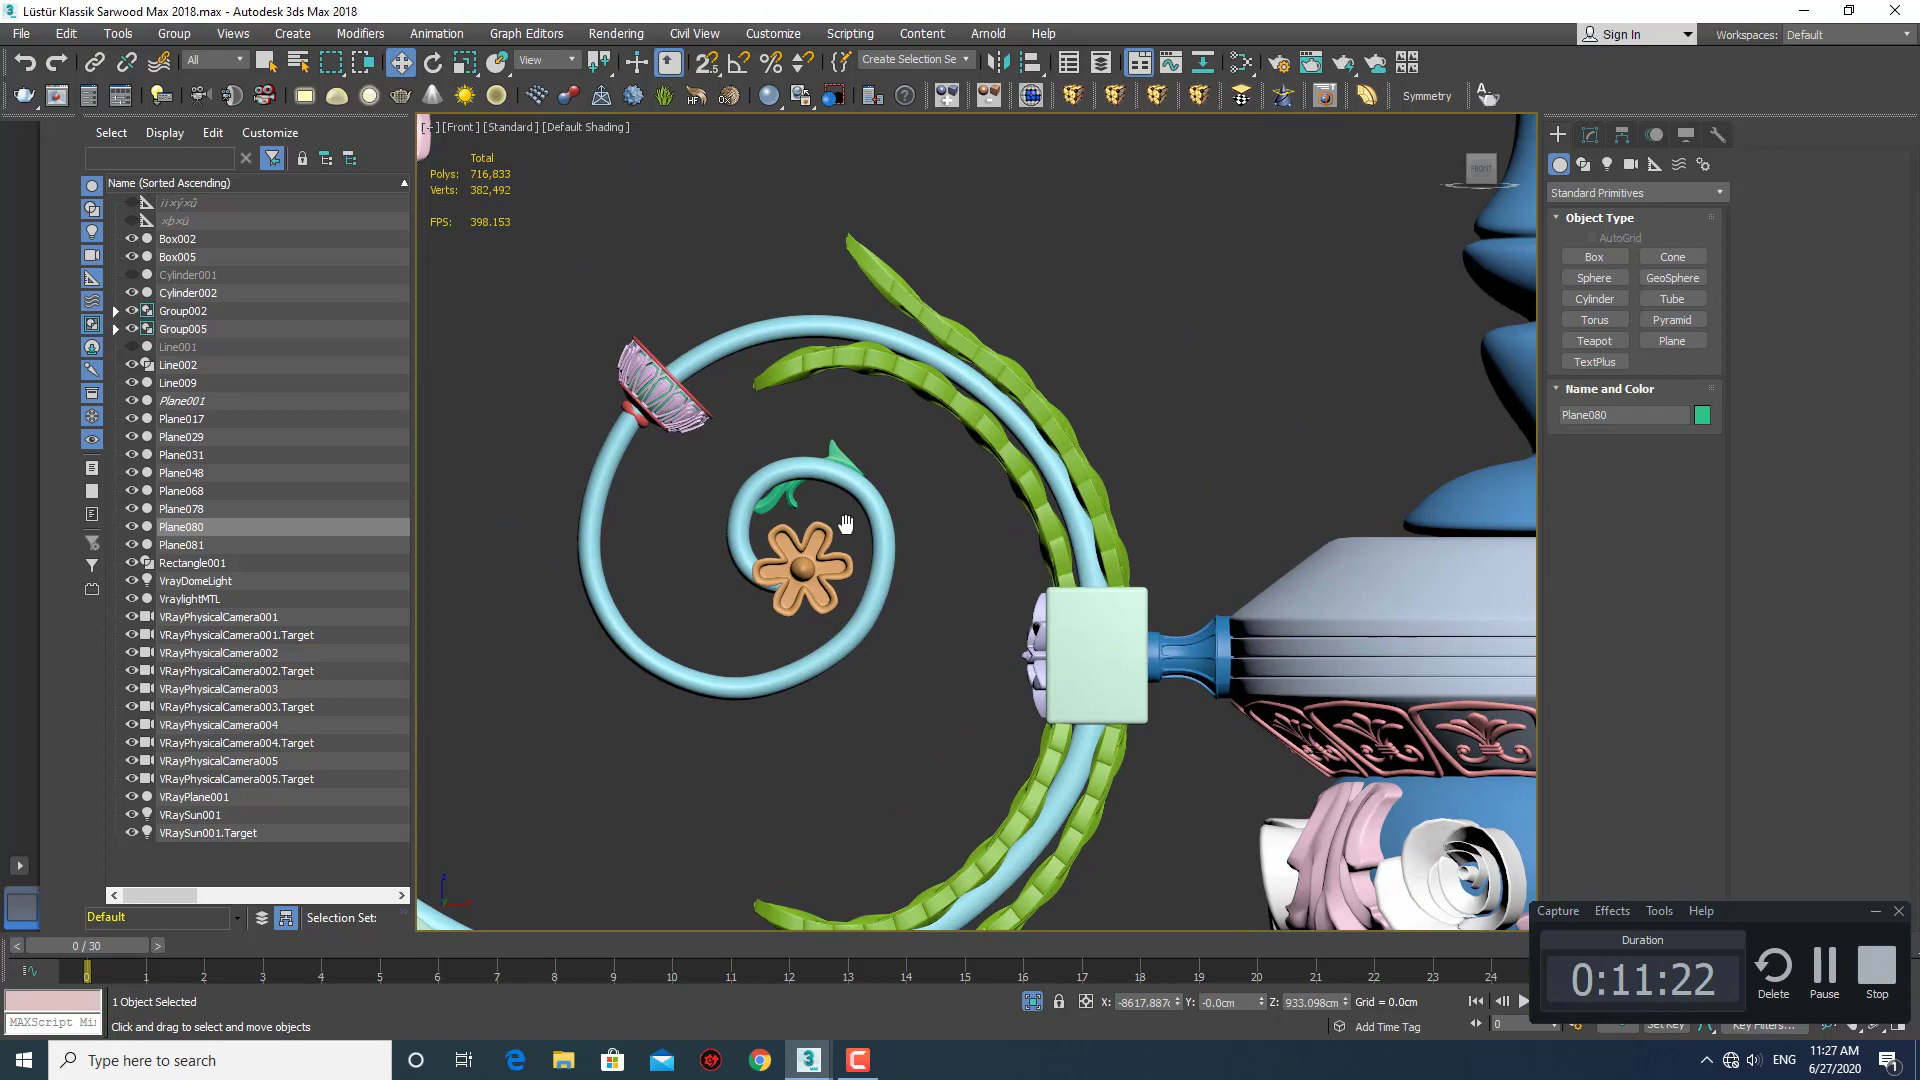 Lüstür Klassik Sarwood Max 2018.max - Autodesk 3ds Max 2018
File Edit Tools Group Views Create Modifiers Animation Graph Editors Rendering Civil View Customize Scripting Content Arnold Help
Sign In Workspaces: Default
All View Create Selection Se
HF Symmetry
Select Display Edit Customize
[+] [Front ] [Standard ] [Default Shading ]
Total
Polys: 716,833
Verts: 382,492
FPS: 398.153
FRONT
Name (Sorted Ascending)
Box002
Box005
Cylinder001
Cylinder002
Group002
Group005
Line001
Line002
Line009
Plane001
Plane017
Plane029
Plane031
Plane048
Plane068
Plane078
Plane080
Plane081
Rectangle001
VrayDomeLight
VraylightMTL
VRayPhysicalCamera001
VRayPhysicalCamera001.Target
VRayPhysicalCamera002
VRayPhysicalCamera002.Target
VRayPhysicalCamera003
VRayPhysicalCamera003.Target
VRayPhysicalCamera004
VRayPhysicalCamera004.Target
VRayPhysicalCamera005
VRayPhysicalCamera005.Target
VRayPlane001
VRaySun001
VRaySun001.Target
Standard Primitives
Object Type
AutoGrid
Box Cone
Sphere GeoSphere
Cylinder Tube
Torus Pyramid
Teapot Plane
TextPlus
Name and Color
Plane080
Default Selection Set:
0 / 30
0 1 2 3 4 5 6 7 8 9 10 11 12 13 14 15 16 17 18 19 20 21 22 23 24
1 Object Selected
X: -8617.887 Y: -0.0cm Z: 933.098cm Grid = 0.0cm
MAXScript Mi
Click and drag to select and move objects
Add Time Tag
0
Set Key Key Filters...
Capture Effects Tools Help
Duration
0:11:22
Delete Pause Stop
Type here to search
ENG
11:27 AM
6/27/2020
1